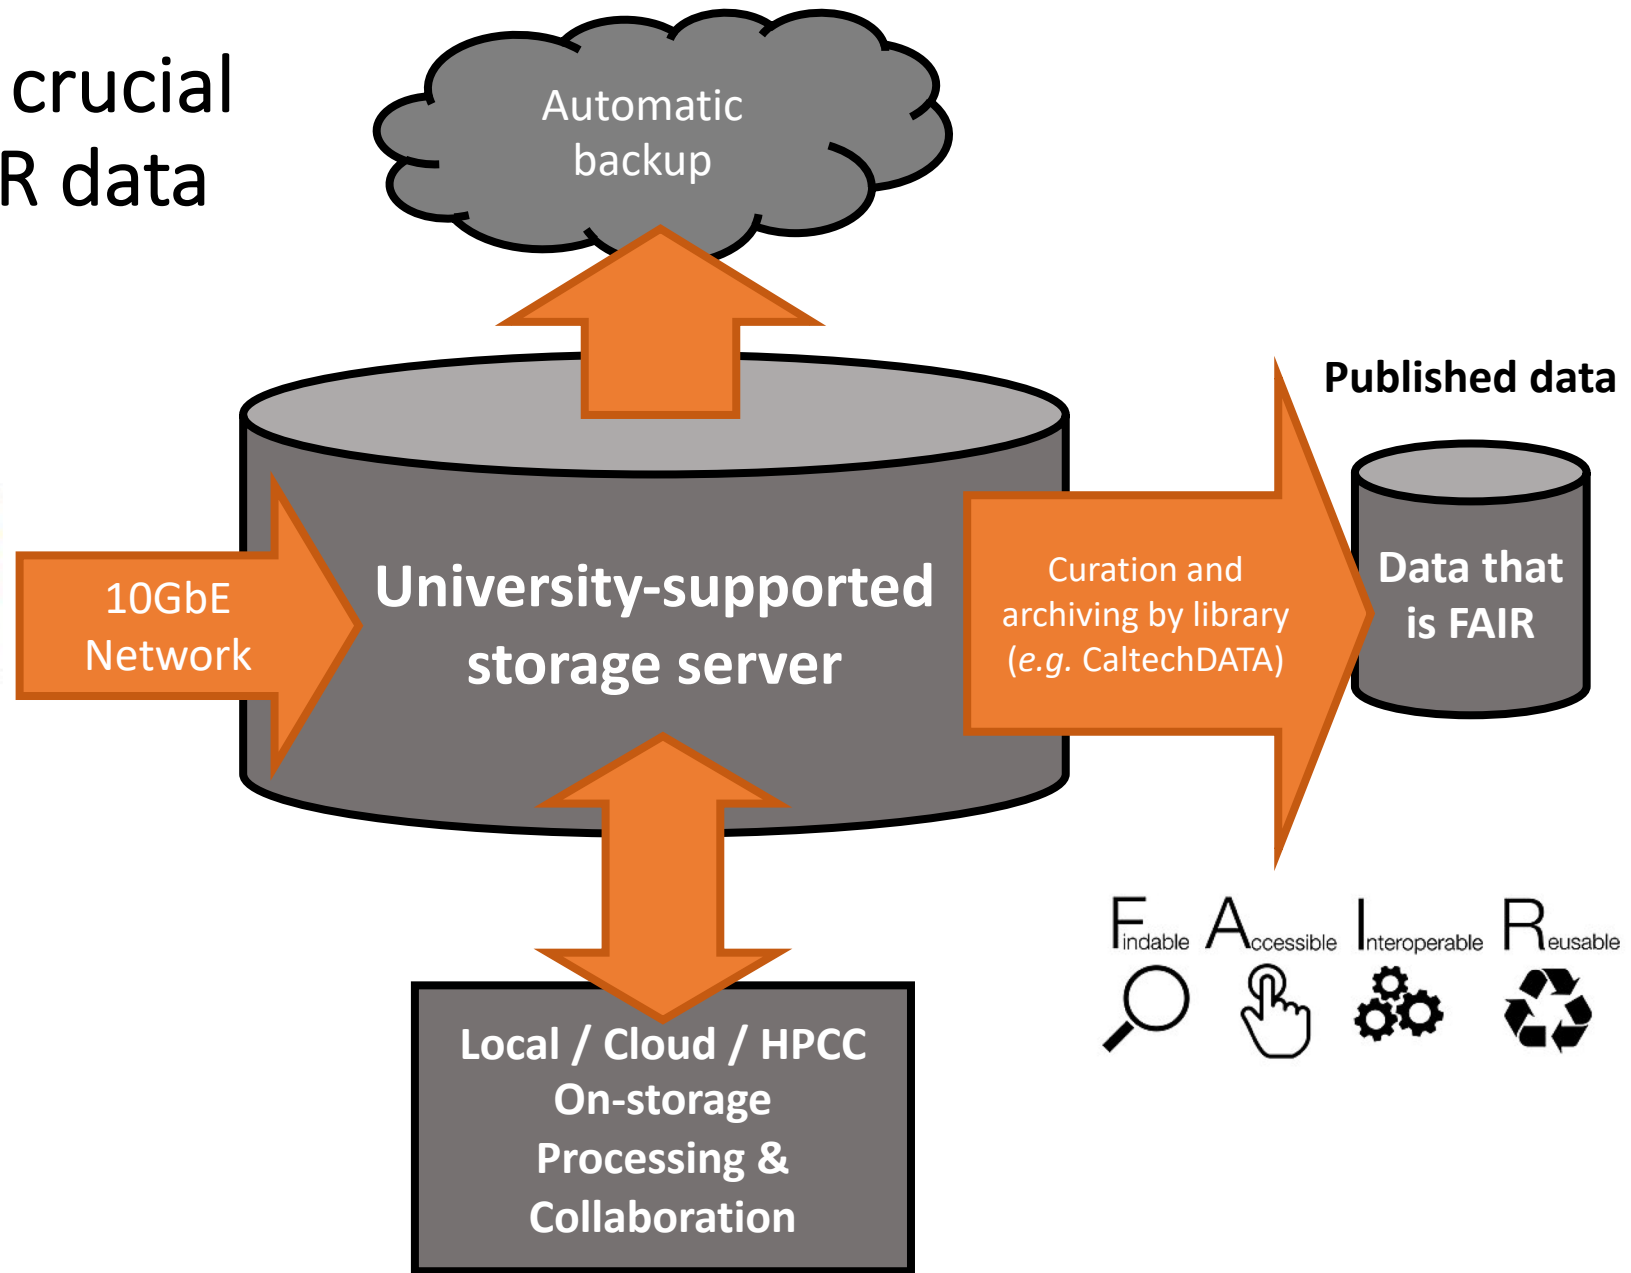 crucial
R data
Automatic
backup
Published data
10GbE
Network
University-supported
storage server
Curation and
archiving by library
(e.g. CaltechDATA)
Data that
is FAIR
Findable Accessible Interoperable Reusable
Local / Cloud / HPCC
On-storage
Processing &
Collaboration